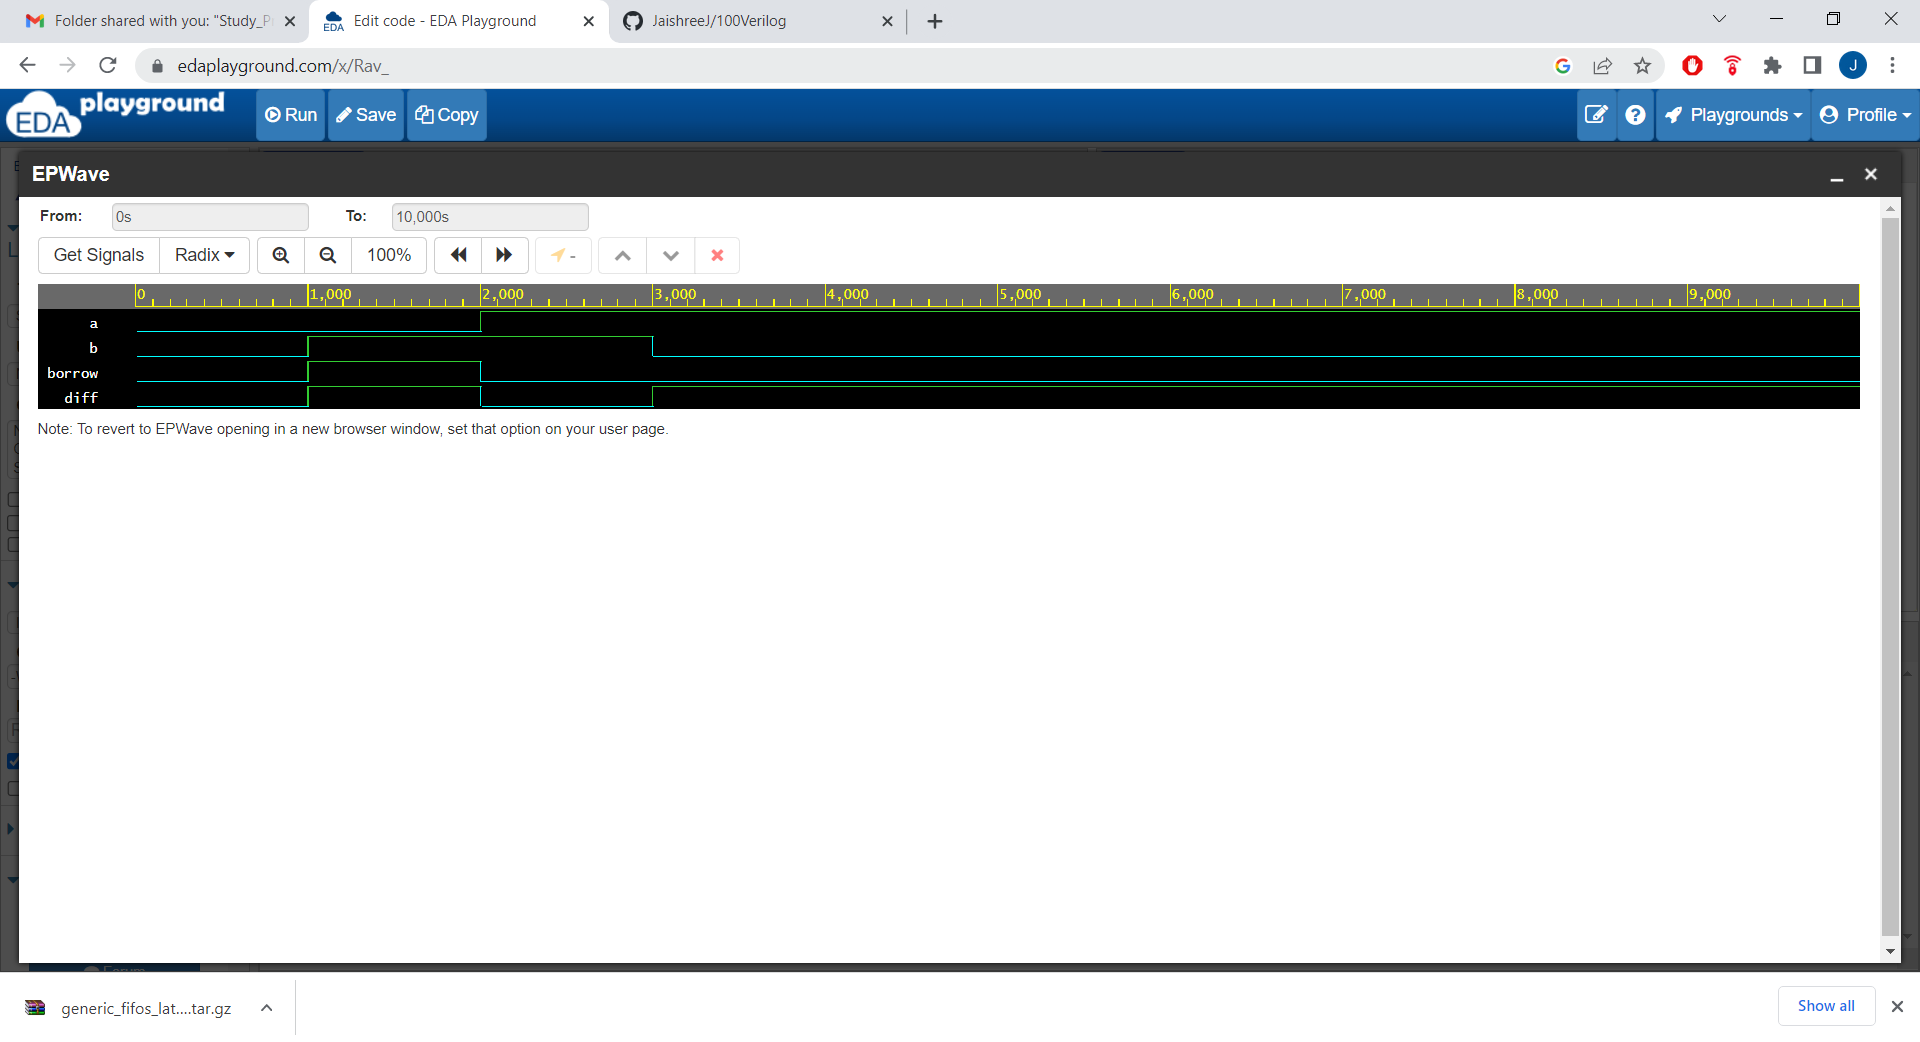 Folder shared with you: "Study_P
Edit code - EDA Playground
JaishreeJ/100Verilog
edaplayground.com/x/Rav_
J
EDA playground
Run
Save
Copy
Playgrounds
Profile
EPWave
From:
0s
To:
10,000s
Get Signals
Radix
100%
-
0
1,000
2,000
3,000
4,000
5,000
6,000
7,000
8,000
9,000
a
b
borrow
diff
Note: To revert to EPWave opening in a new browser window, set that option on your user page.
generic_fifos_lat....tar.gz
Show all